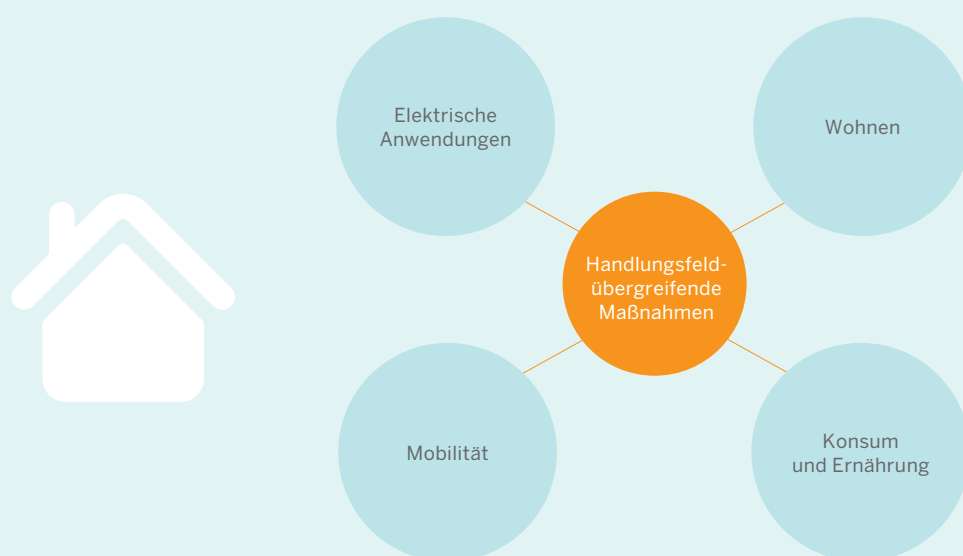 Elektrische
Anwendungen
Wohnen
Handlungsfeld-
übergreifende
Maßnahmen
Mobilität
Konsum
und Ernährung